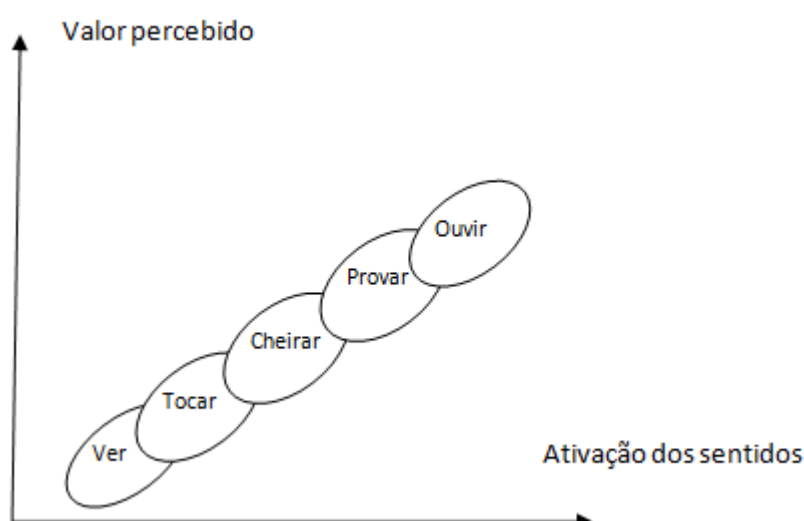 Valor percebido
Ouvir
Provar
Cheirar
Tocar
Ver
Ativação dos sentidos